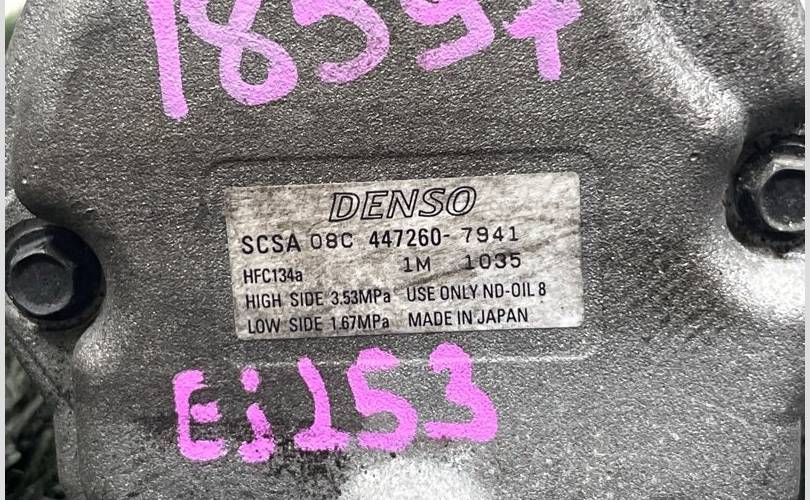 18597
DENSO
SCSA 08C 447260-7941
HFC134a 1M 1035
HIGH SIDE 3.53MPa USE ONLY ND-OIL 8
LOW SIDE 1.67MPa MADE IN JAPAN
Ei153